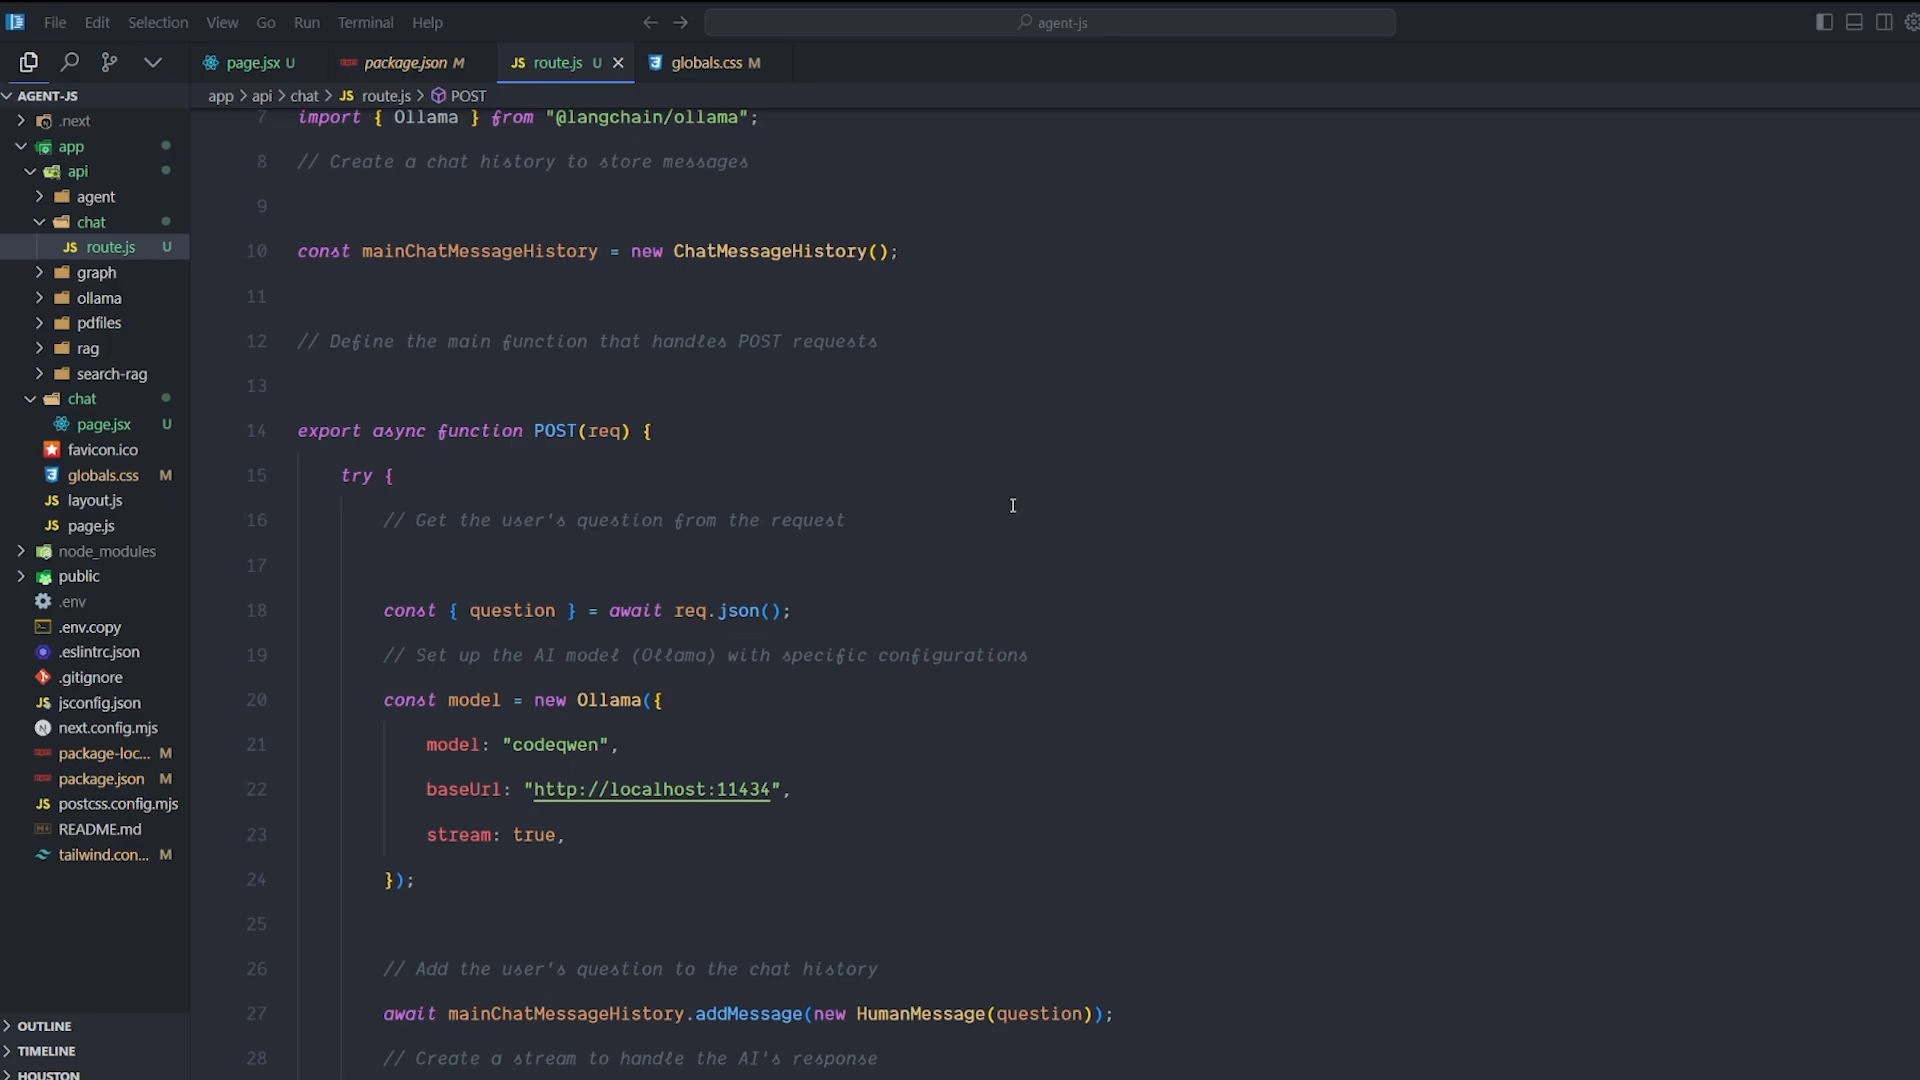 File Edit Selection View Go Run Terminal Help
agent-js
page.jsx U
package.json M
JS route.js U
globals.css M
AGENT-JS
app > api > chat > JS route.js > POST
.next
app
api
agent
chat
JS route.js U
graph
ollama
pdfiles
rag
search-rag
chat
page.jsx U
favicon.ico
globals.css M
JS layout.js
JS page.js
node_modules
public
.env
.env.copy
.eslintrc.json
.gitignore
JS jsconfig.json
next.config.mjs
package-loc... M
package.json M
JS postcss.config.mjs
README.md
tailwind.con... M
OUTLINE
TIMELINE
HOUSTON
7 import { Ollama } from "@langchain/ollama";
8 // Create a chat history to store messages
9
10 const mainChatMessageHistory = new ChatMessageHistory();
11
12 // Define the main function that handles POST requests
13
14 export async function POST(req) {
15 try {
16 // Get the user's question from the request
17
18 const { question } = await req.json();
19 // Set up the AI model (Ollama) with specific configurations
20 const model = new Ollama({
21 model: "codeqwen",
22 baseUrl: "http://localhost:11434",
23 stream: true,
24 });
25
26 // Add the user's question to the chat history
27 await mainChatMessageHistory.addMessage(new HumanMessage(question));
28 // Create a stream to handle the AI's response